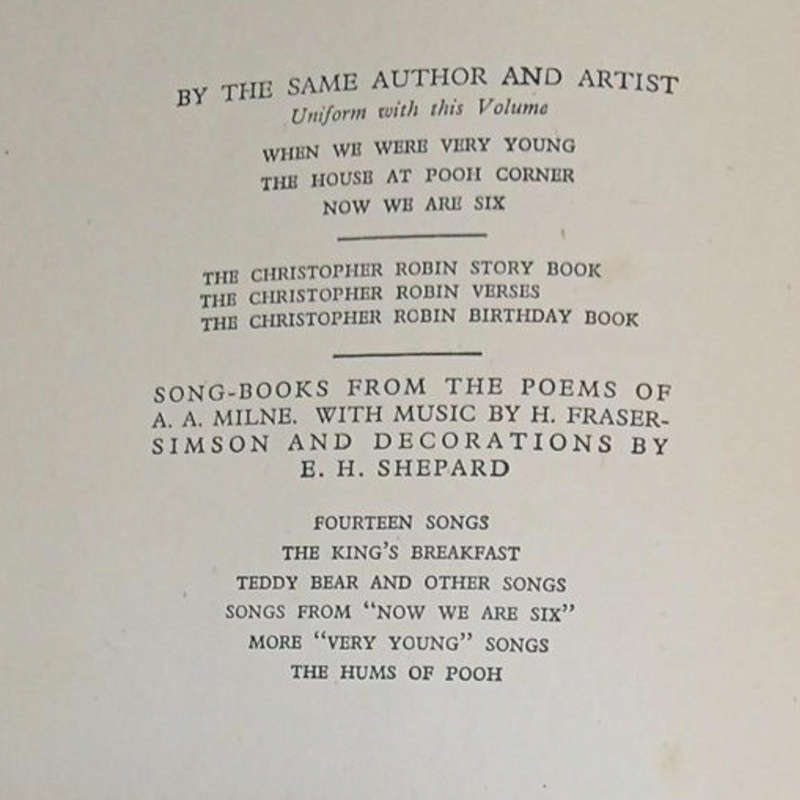 BY THE SAME AUTHOR AND ARTIST
Uniform with this Volume
WHEN WE WERE VERY YOUNG
THE HOUSE AT POOH CORNER
NOW WE ARE SIX
THE CHRISTOPHER ROBIN STORY BOOK
THE CHRISTOPHER ROBIN VERSES
THE CHRISTOPHER ROBIN BIRTHDAY BOOK
SONG-BOOKS FROM THE POEMS OF
A. A. MILNE. WITH MUSIC BY H. FRASER-
SIMSON AND DECORATIONS BY
E. H. SHEPARD
FOURTEEN SONGS
THE KING'S BREAKFAST
TEDDY BEAR AND OTHER SONGS
SONGS FROM “NOW WE ARE SIX”
MORE “VERY YOUNG” SONGS
THE HUMS OF POOH